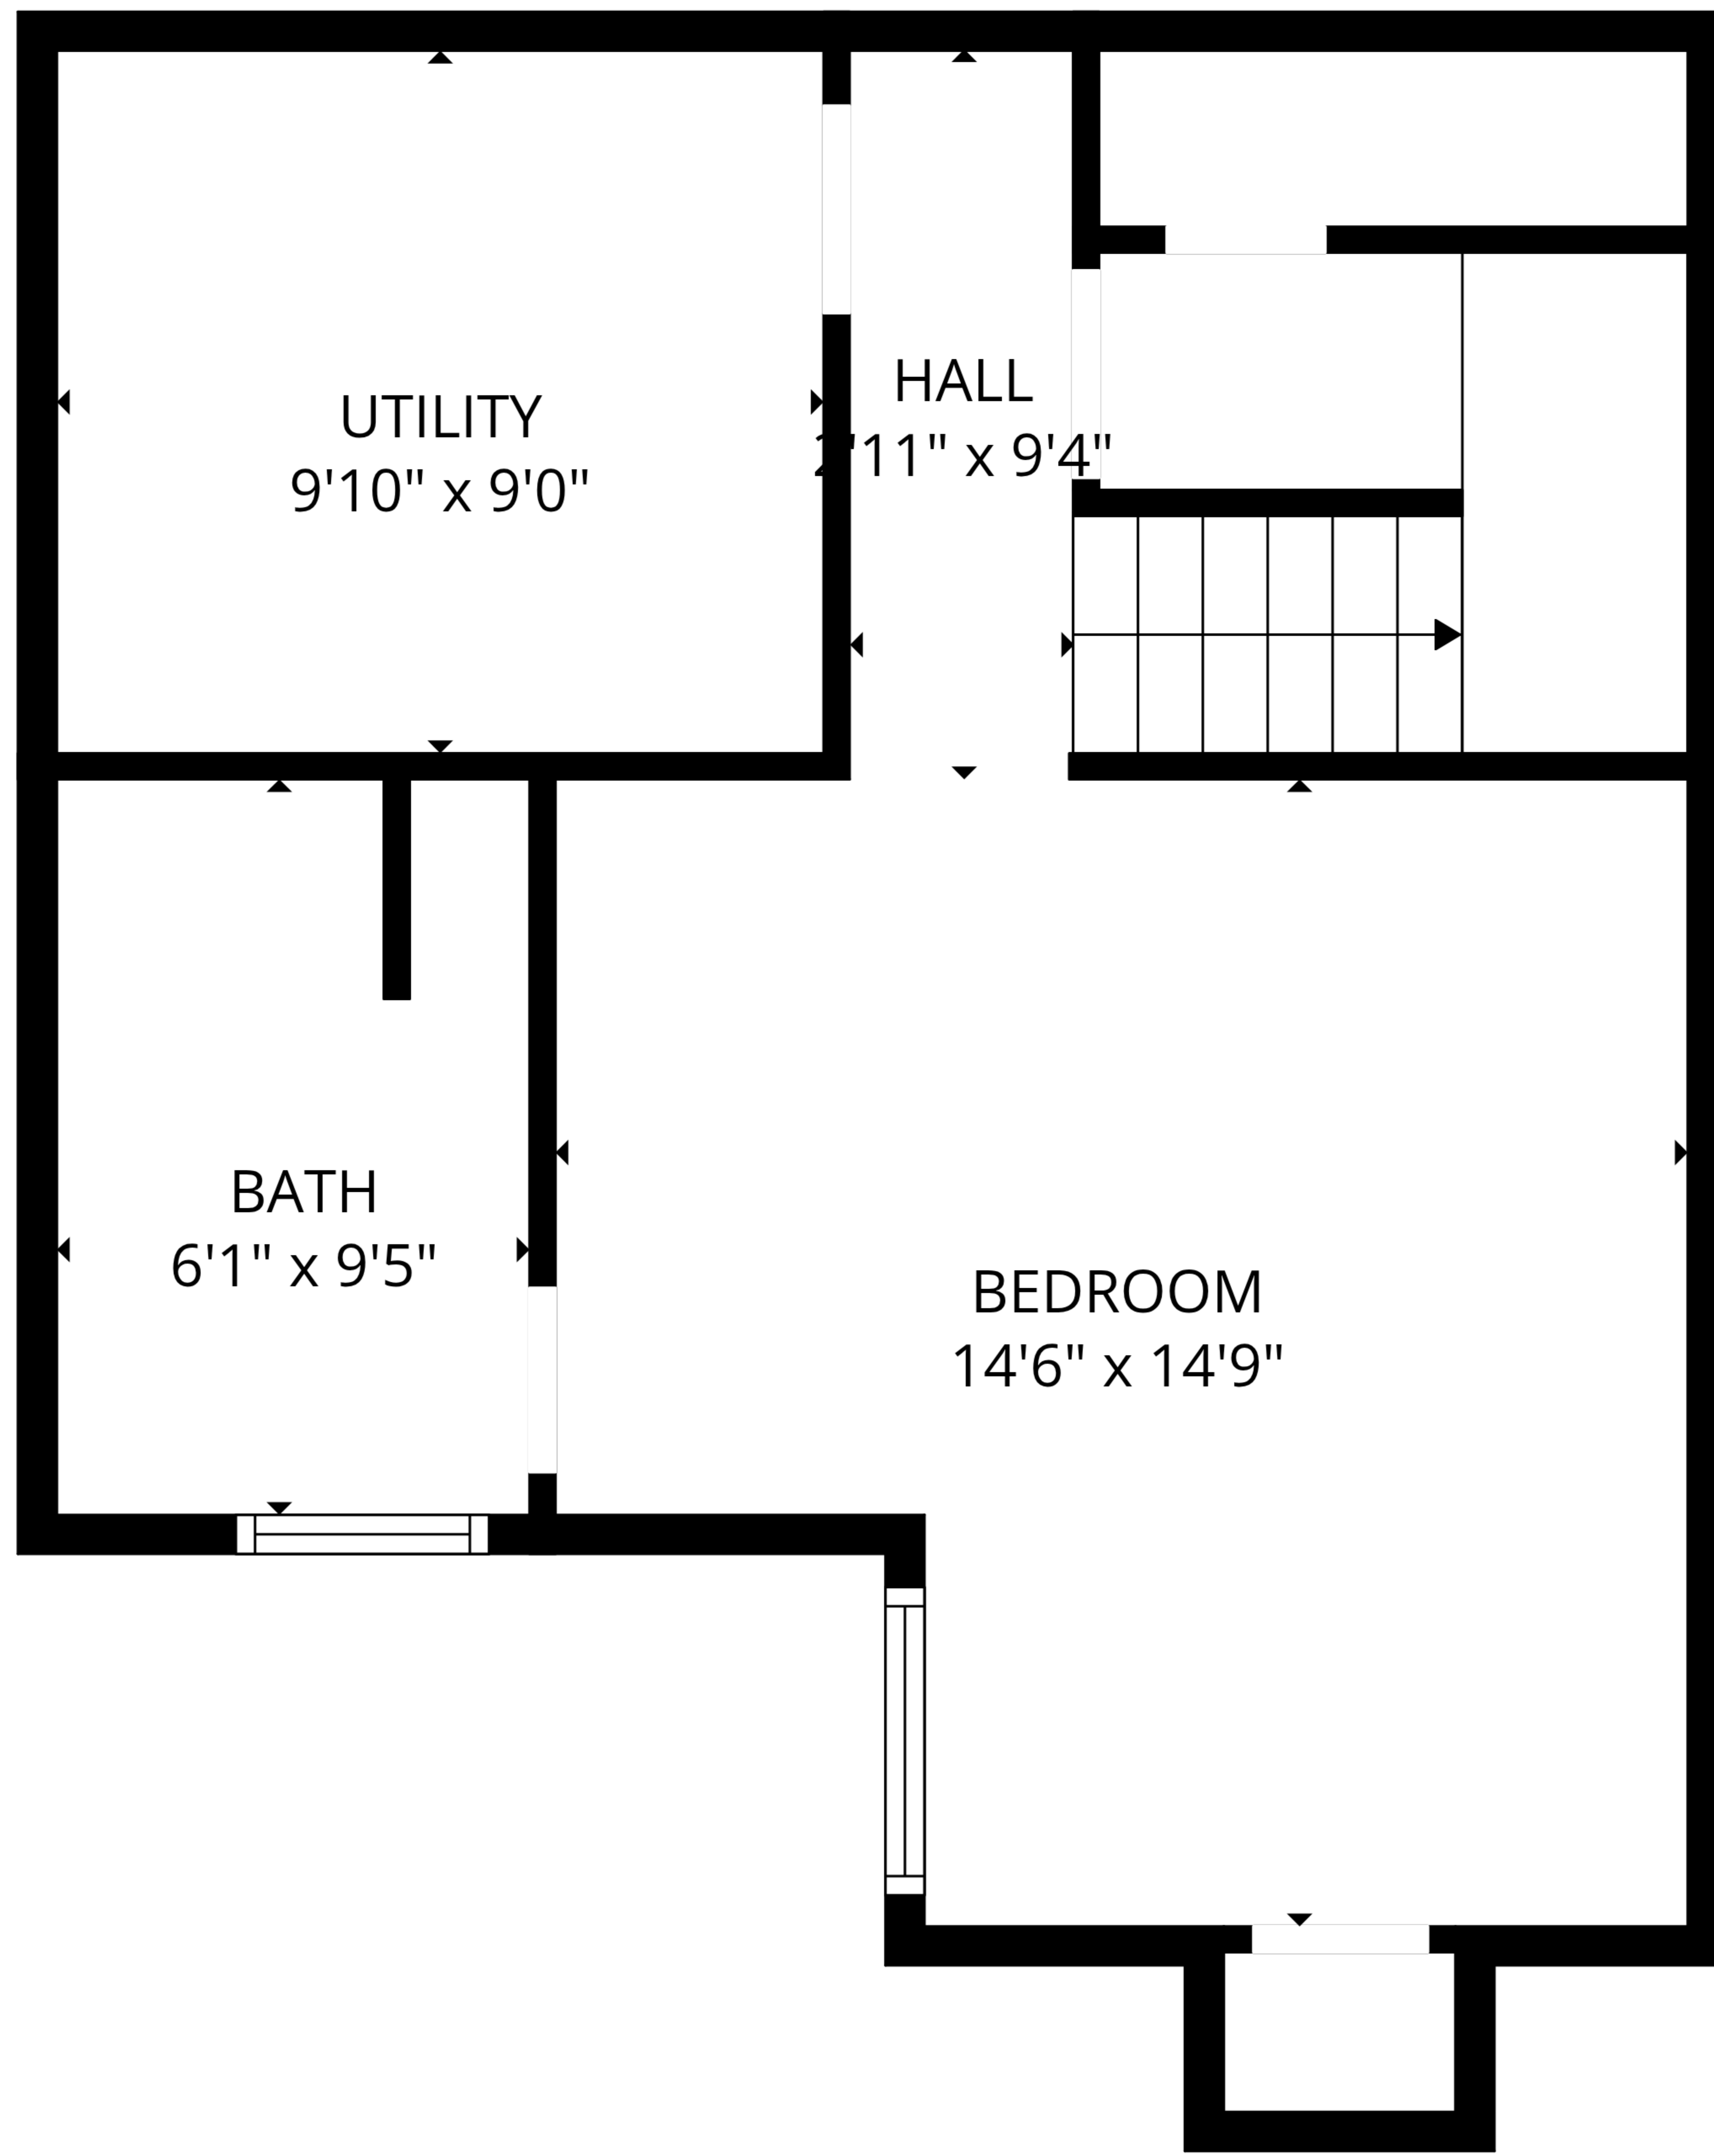 UTILITY
9'10" x 9'0"
HALL
2'11" x 9'4"
BATH
6'1" x 9'5"
BEDROOM
14'6" x 14'9"